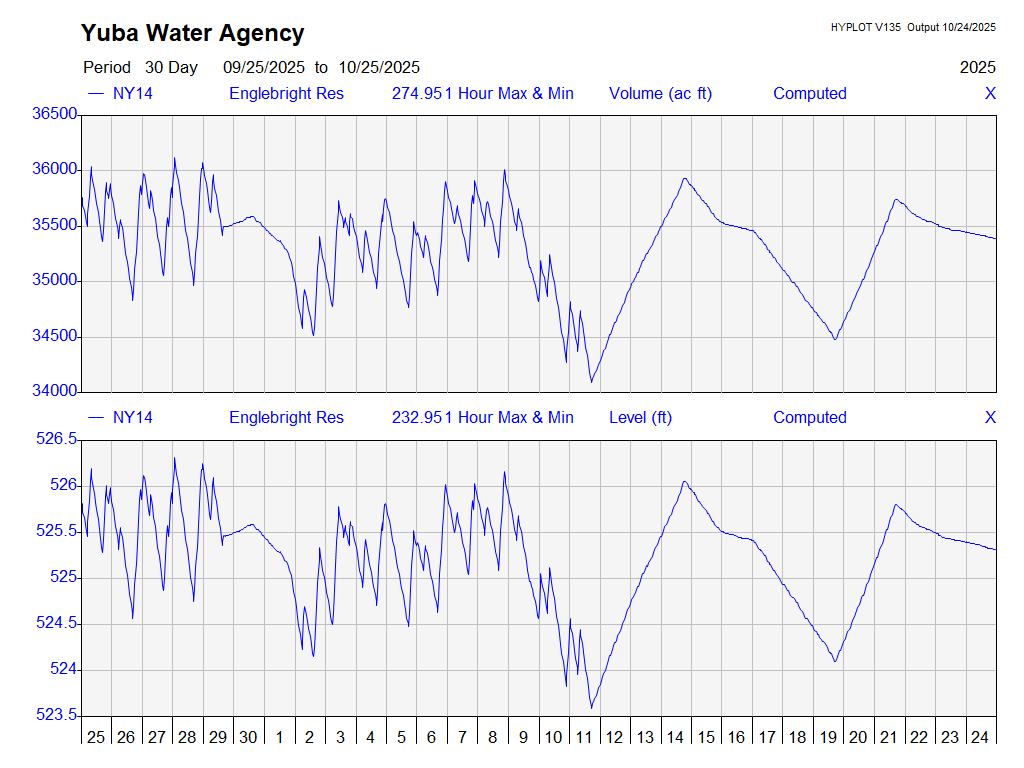 Yuba Water Agency
HYPLOT V135 Output 10/24/2025
Period 30 Day 09/25/2025 to 10/25/2025
2025
NY14 Englebright Res 274.951 Hour Max & Min Volume (ac ft) Computed X
36500
36000
35500
35000
34500
34000
NY14 Englebright Res 232.951 Hour Max & Min Level (ft) Computed X
526.5
526
525.5
525
524.5
524
523.5
25 26 27 28 29 30 1 2 3 4 5 6 7 8 9 10 11 12 13 14 15 16 17 18 19 20 21 22 23 24